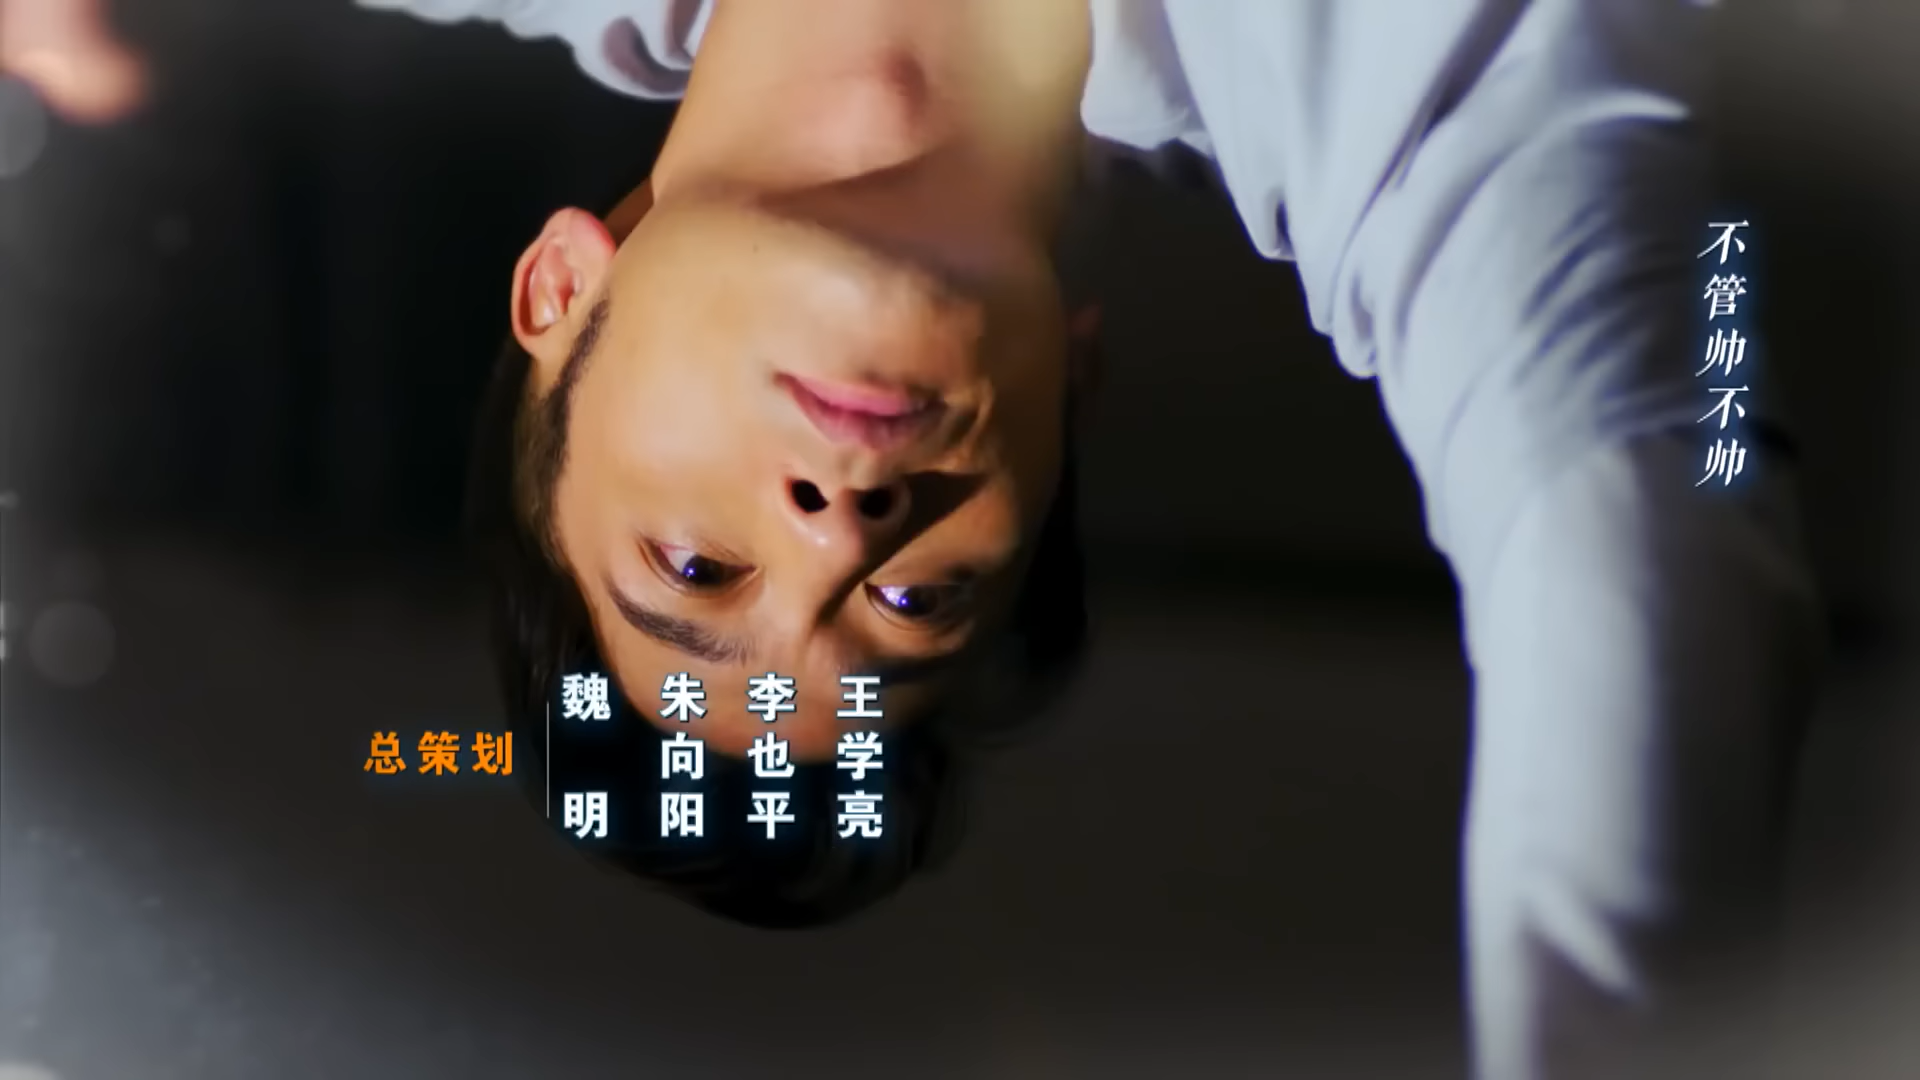 不管帅不帅
总策划
魏明
朱向阳
李也平
王学亮